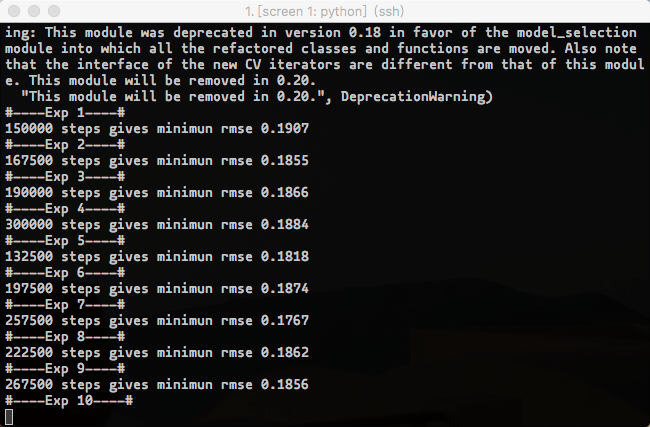 1. [screen 1: python] (ssh)
ing: This module was deprecated in version 0.18 in favor of the model_selection
module into which all the refactored classes and functions are moved. Also note
that the interface of the new CV iterators are different from that of this modul
e. This module will be removed in 0.20.
  "This module will be removed in 0.20.", DeprecationWarning)
#----Exp 1----#
150000 steps gives minimun rmse 0.1907
#----Exp 2----#
167500 steps gives minimun rmse 0.1855
#----Exp 3----#
190000 steps gives minimun rmse 0.1866
#----Exp 4----#
300000 steps gives minimun rmse 0.1884
#----Exp 5----#
132500 steps gives minimun rmse 0.1818
#----Exp 6----#
197500 steps gives minimun rmse 0.1874
#----Exp 7----#
257500 steps gives minimun rmse 0.1767
#----Exp 8----#
222500 steps gives minimun rmse 0.1862
#----Exp 9----#
267500 steps gives minimun rmse 0.1856
#----Exp 10----#